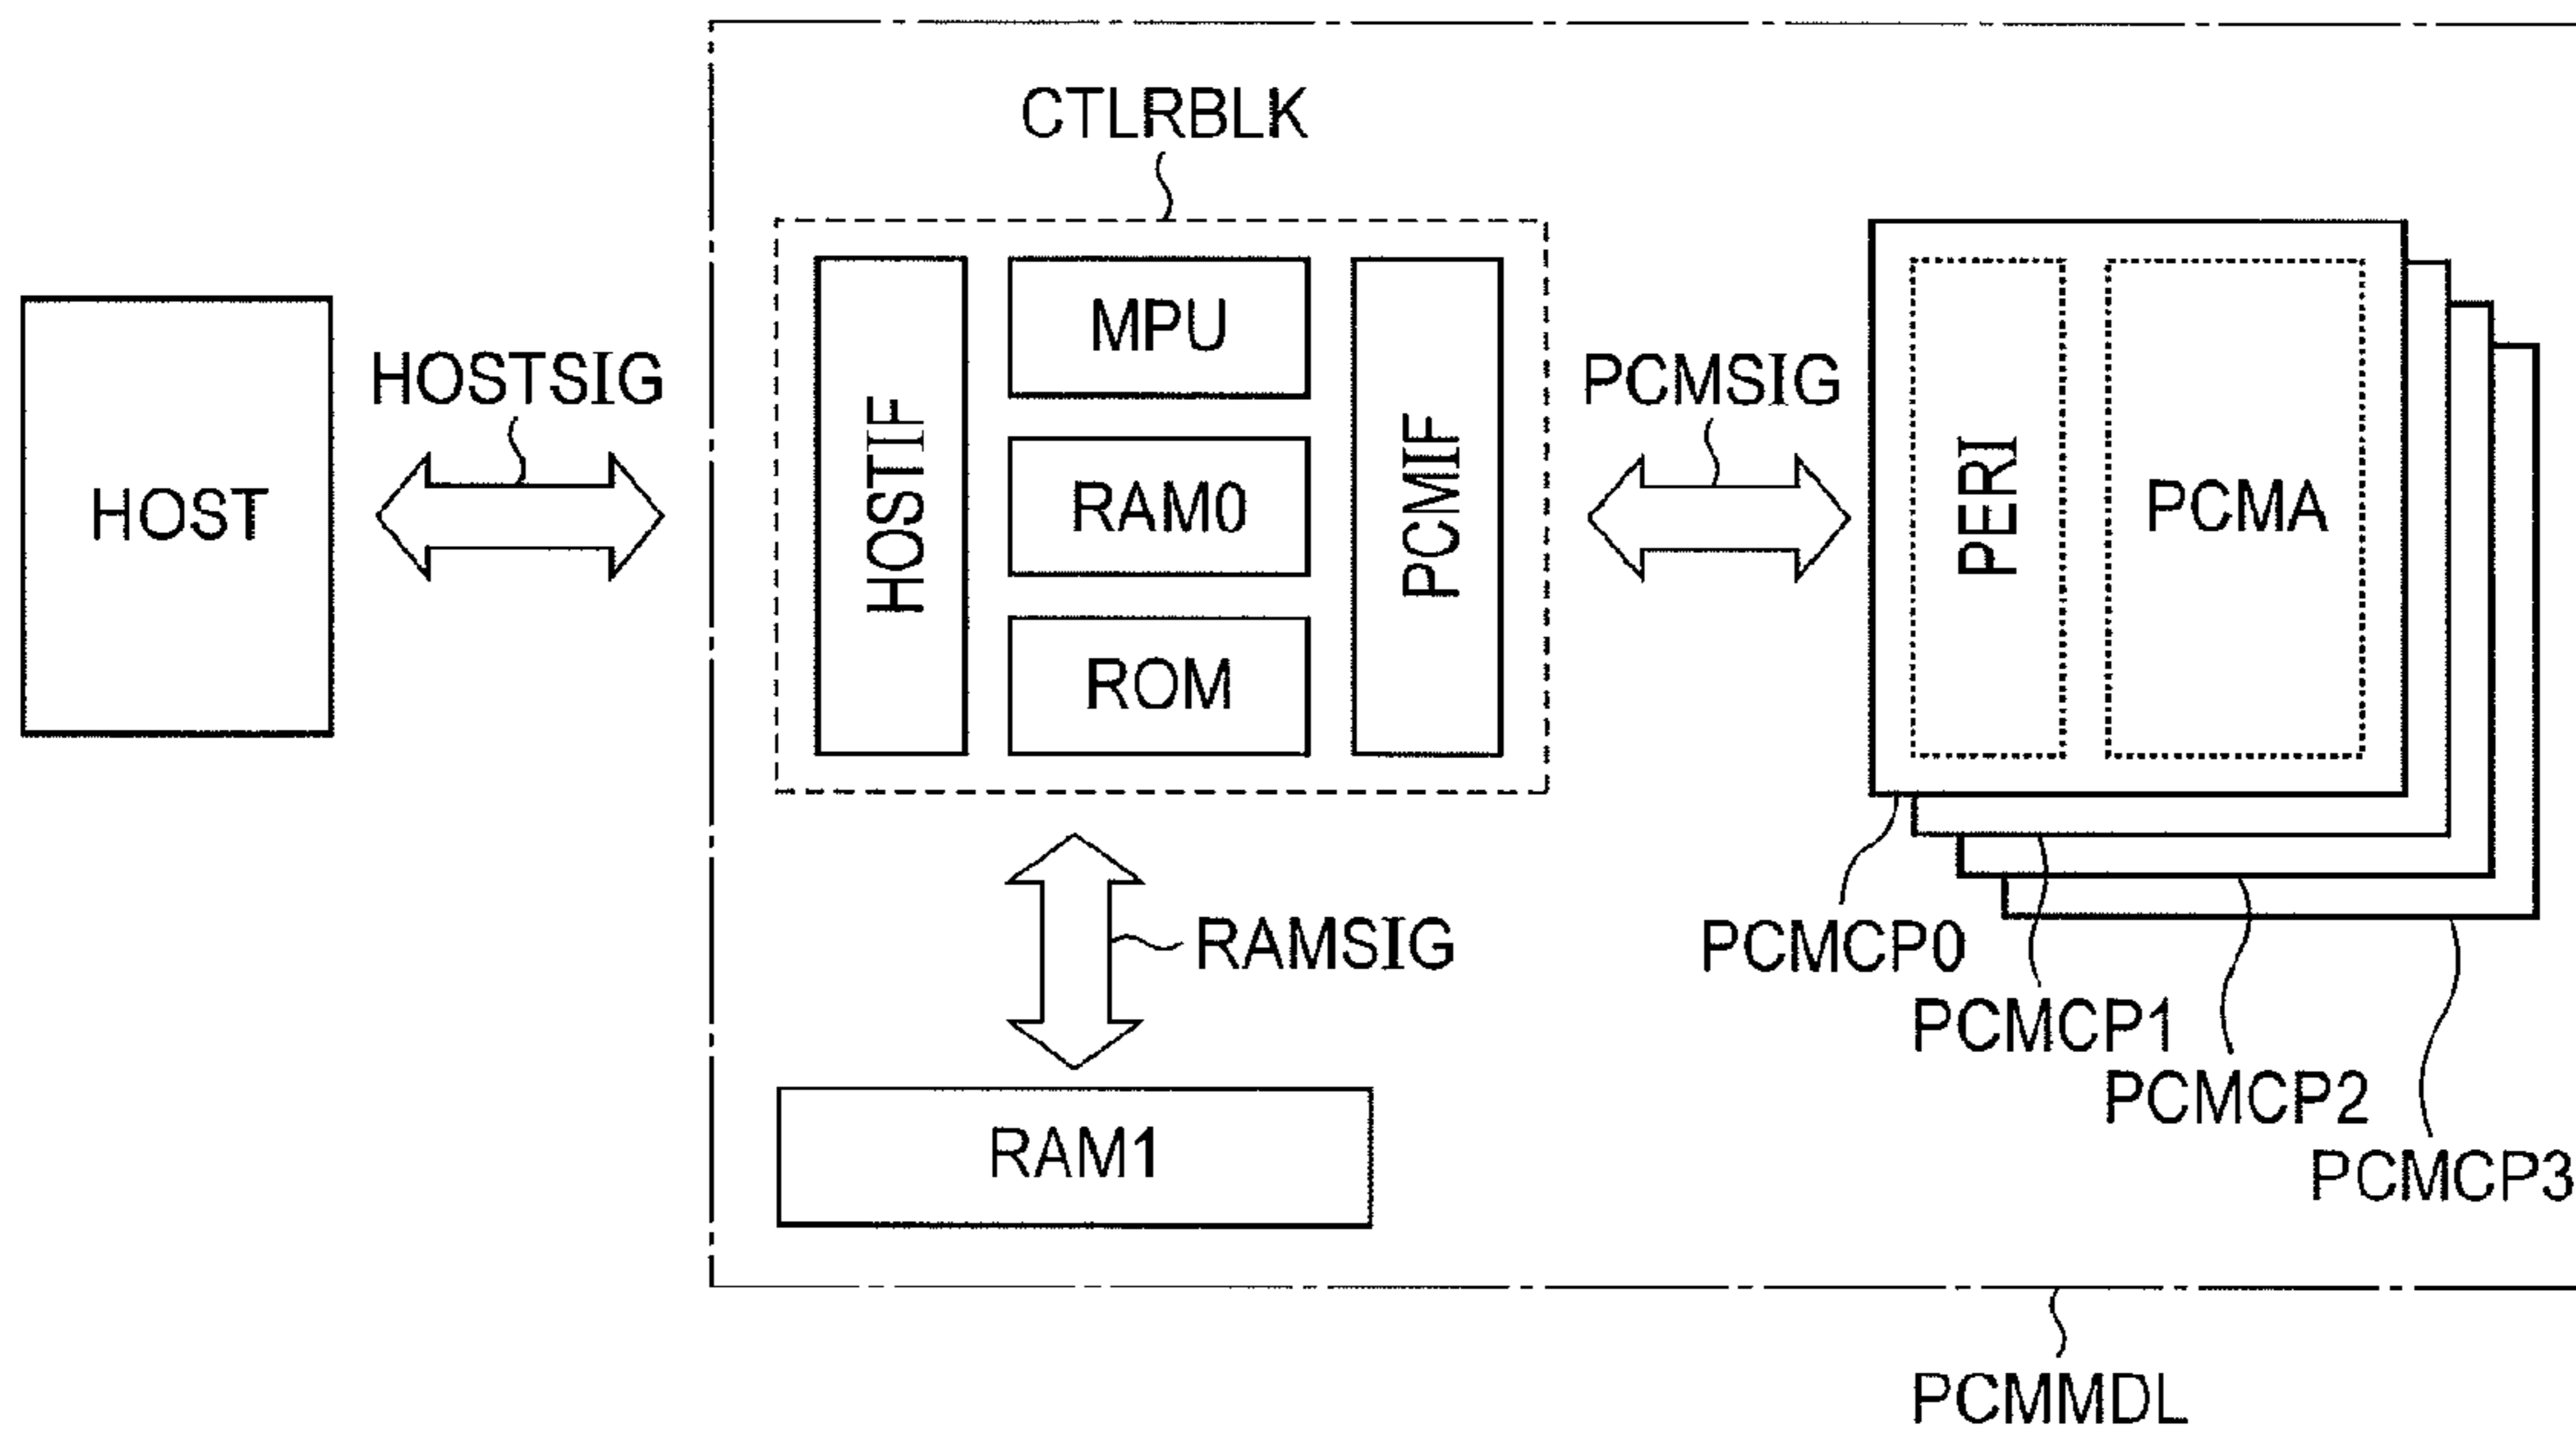 CTLRBLK
HOST
HOSTSIG
HOSTIF
MPU
RAM0
ROM
PCMIF
PCMSIG
PERI
PCMA
RAMSIG
RAM1
PCMCP0
PCMCP1
PCMCP2
PCMCP3
PCMMDL